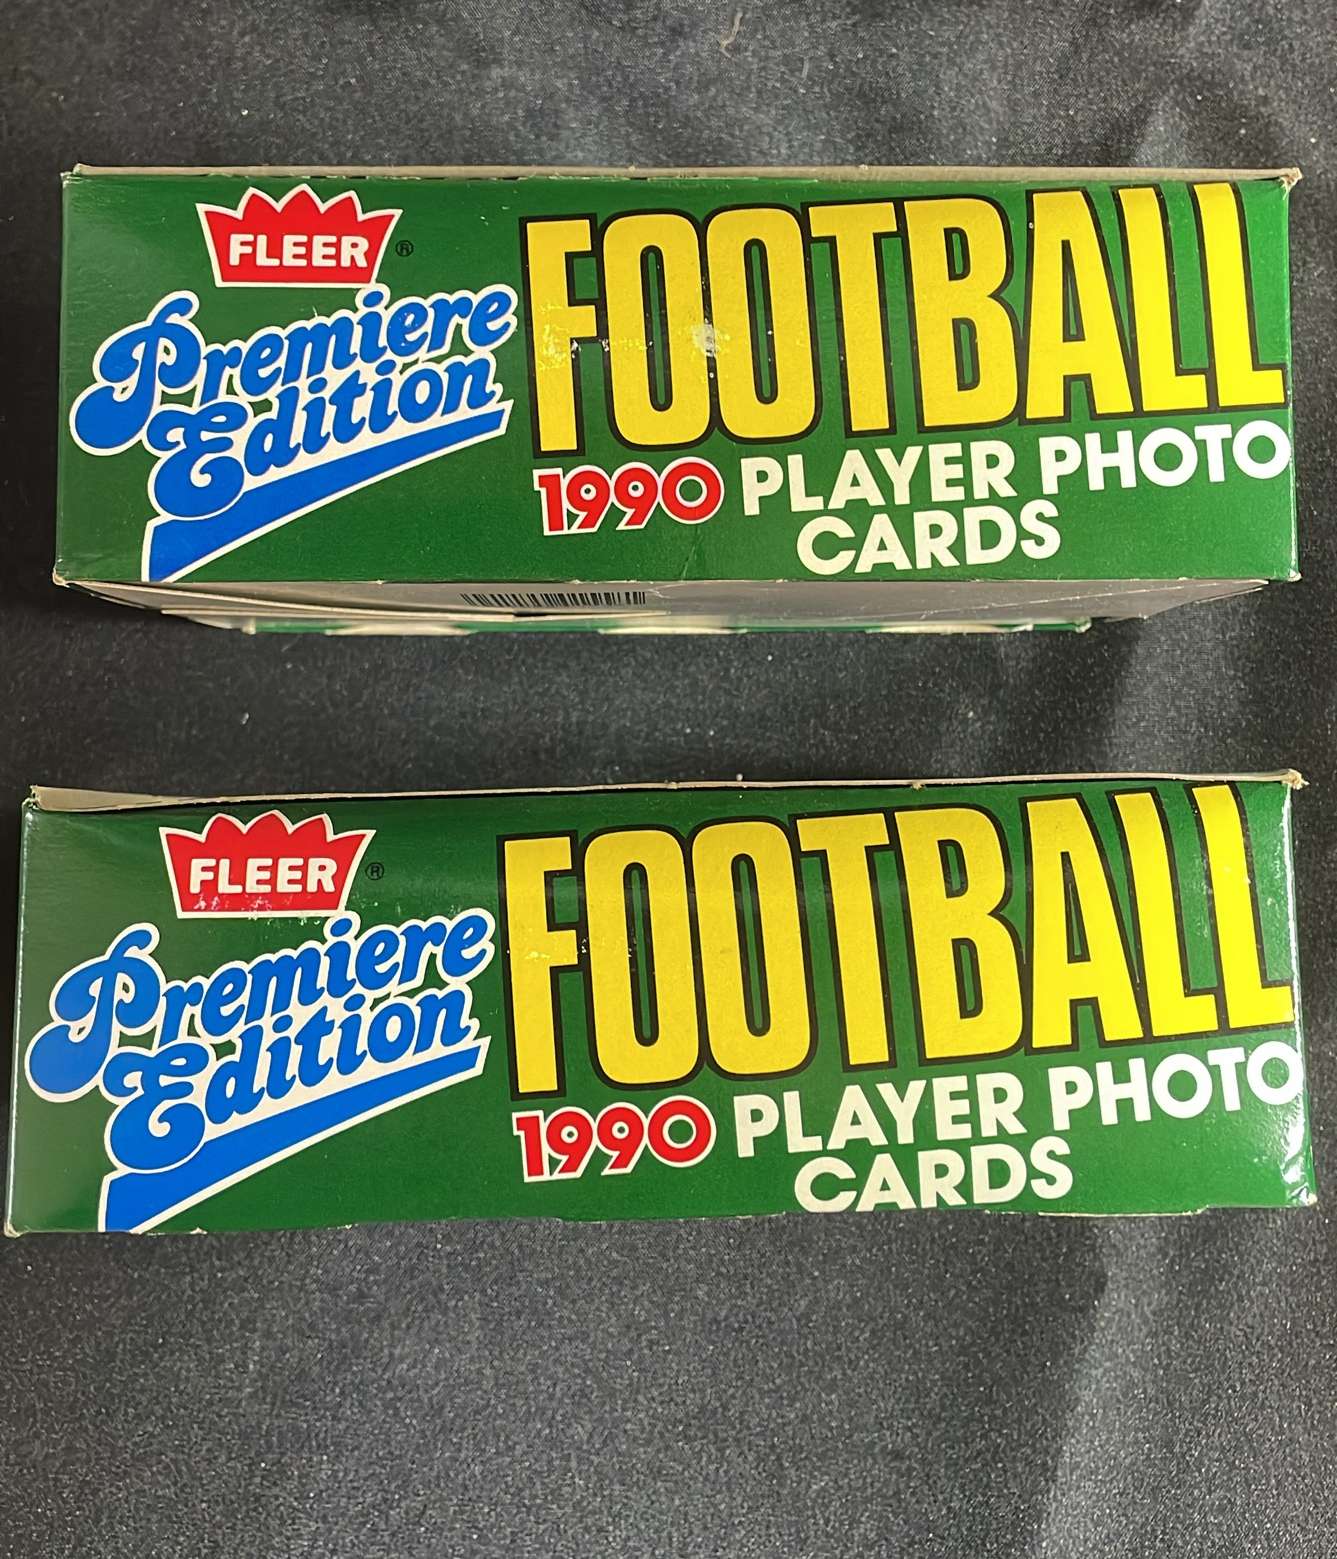 FLEER®
Premiere
Edition
FOOTBALL
1990 PLAYER PHOTO
CARDS
FLEER®
Premiere
Edition
FOOTBALL
1990 PLAYER PHOTO
CARDS